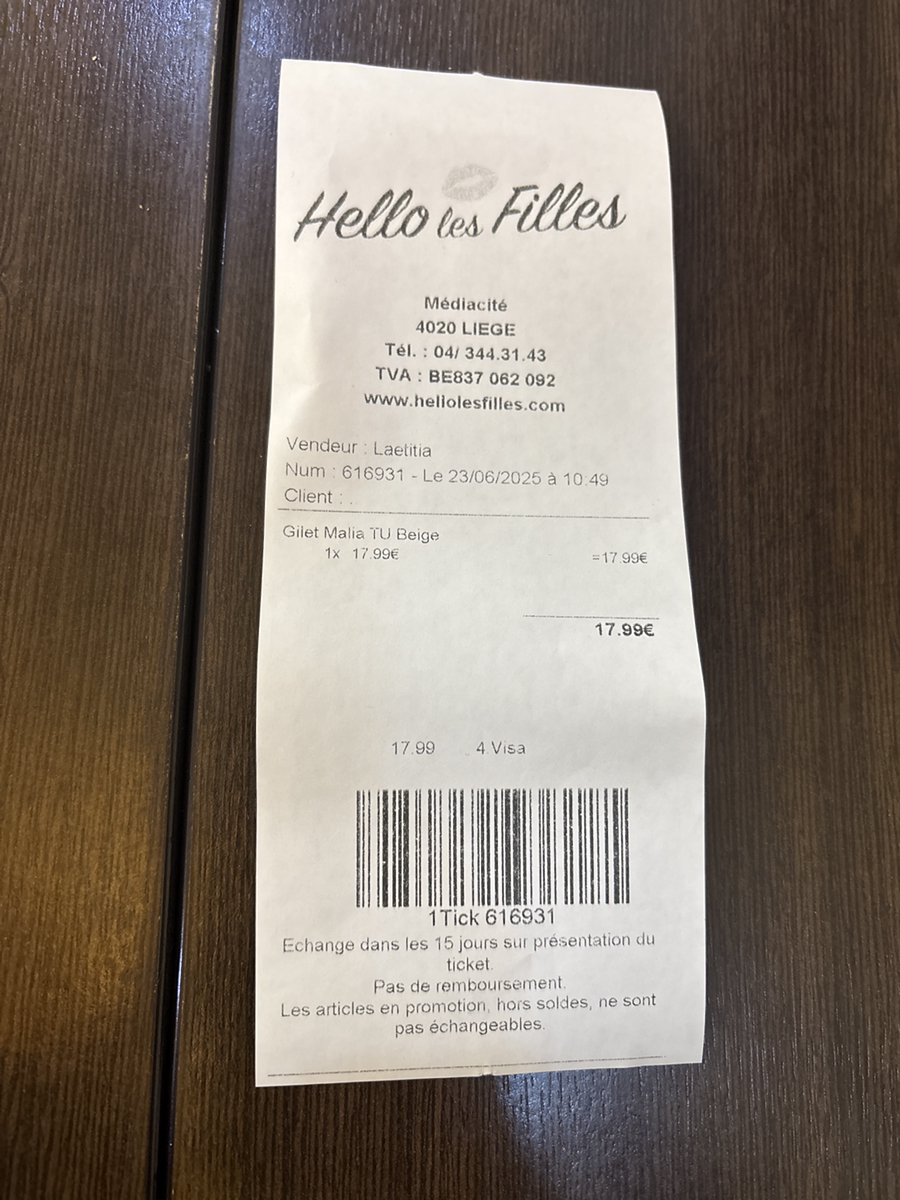 Hello les Filles
Médiacité
4020 LIEGE
Tél. : 04/ 344.31.43
TVA : BE837 062 092
www.hellolesfilles.com
Vendeur : Laetitia
Num : 616931 - Le 23/06/2025 à 10:49
Client : .
Gilet Malia TU Beige
1x 17.99€ =17.99€
17.99€
17.99 4 Visa
1Tick 616931
Echange dans les 15 jours sur présentation du
ticket.
Pas de remboursement.
Les articles en promotion, hors soldes, ne sont
pas échangeables.